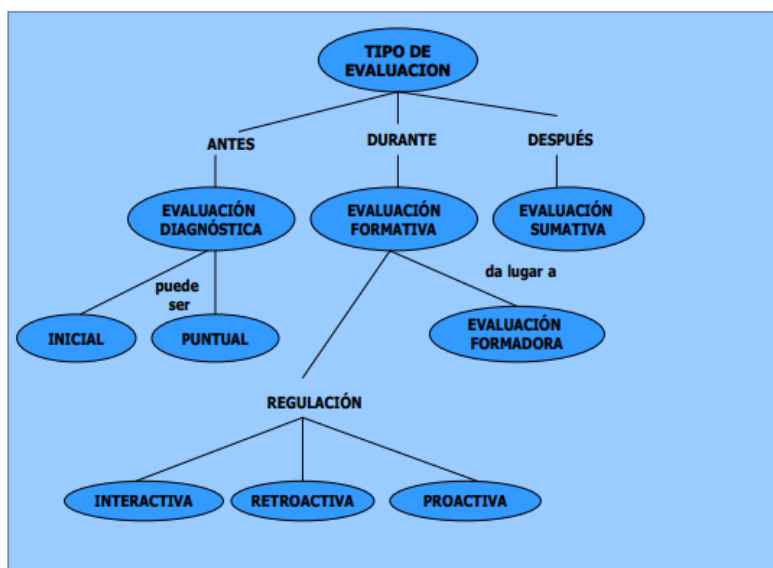 TIPO DE
EVALUACION
ANTES
DURANTE
DESPUÉS
EVALUACIÓN
DIAGNÓSTICA
EVALUACIÓN
FORMATIVA
EVALUACIÓN
SUMATIVA
puede
ser
da lugar a
INICIAL
PUNTUAL
EVALUACIÓN
FORMADORA
REGULACIÓN
INTERACTIVA
RETROACTIVA
PROACTIVA